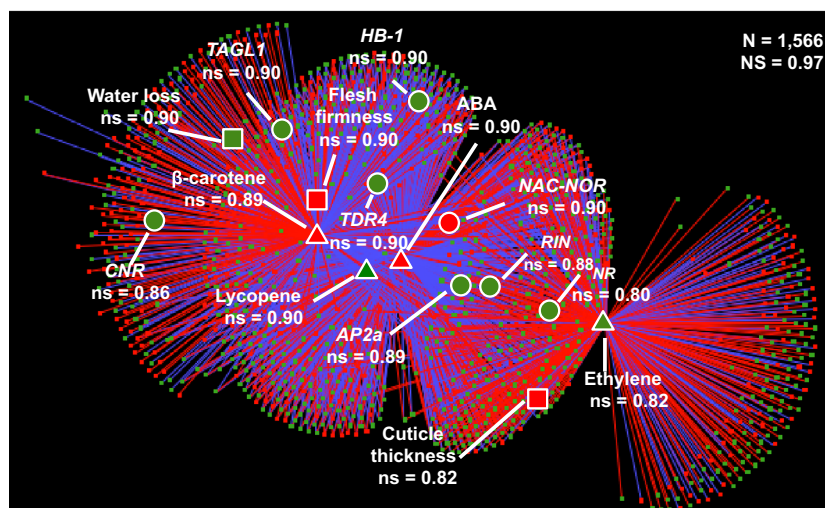 N = 1,566
NS = 0.97
HB-1
ns = 0.90
TAGL1
ns = 0.90
Water loss
ns = 0.90
Flesh
firmness
ns = 0.90
ABA
ns = 0.90
β-carotene
ns = 0.89
NAC-NOR
ns = 0.90
TDR4
ns = 0.90
RIN
ns = 0.88
CNR
ns = 0.86
NR
ns = 0.80
Lycopene
ns = 0.90
AP2a
ns = 0.89
Ethylene
ns = 0.82
Cuticle
thickness
ns = 0.82